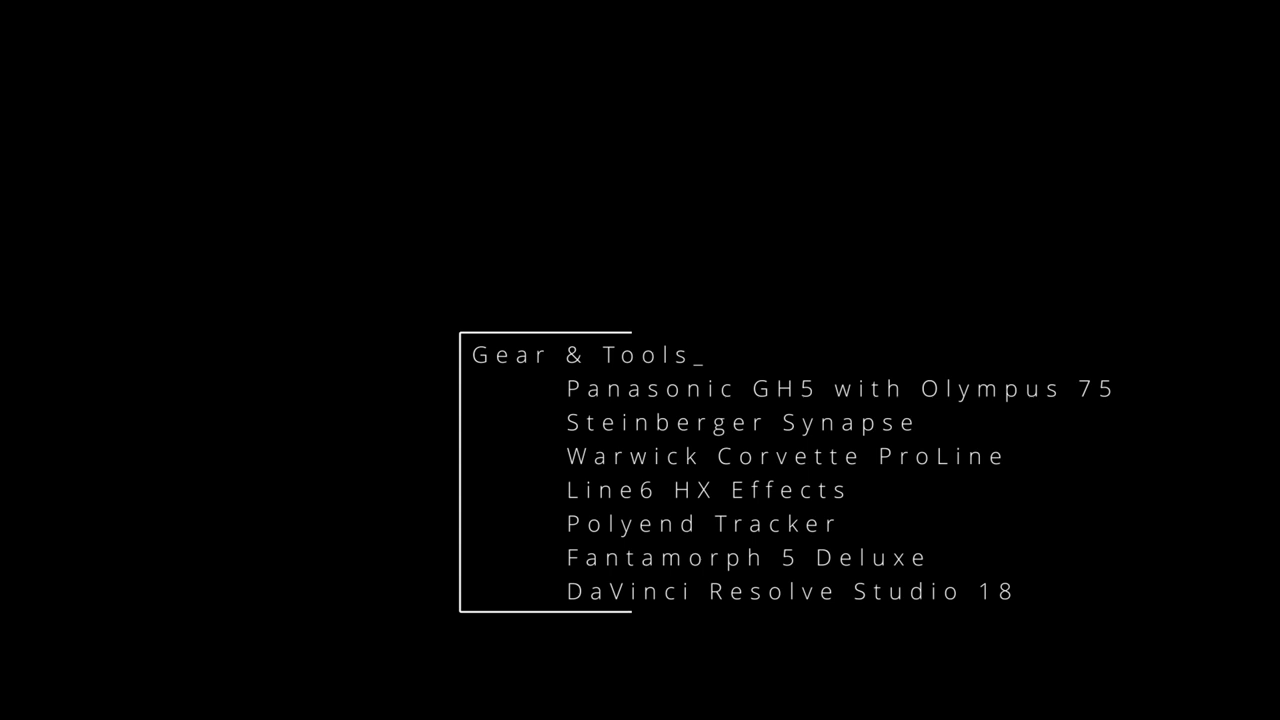 Gear & Tools_
Panasonic GH5 with Olympus 75
Steinberger Synapse
Warwick Corvette ProLine
Line6 HX Effects
Polyend Tracker
Fantamorph 5 Deluxe
DaVinci Resolve Studio 18